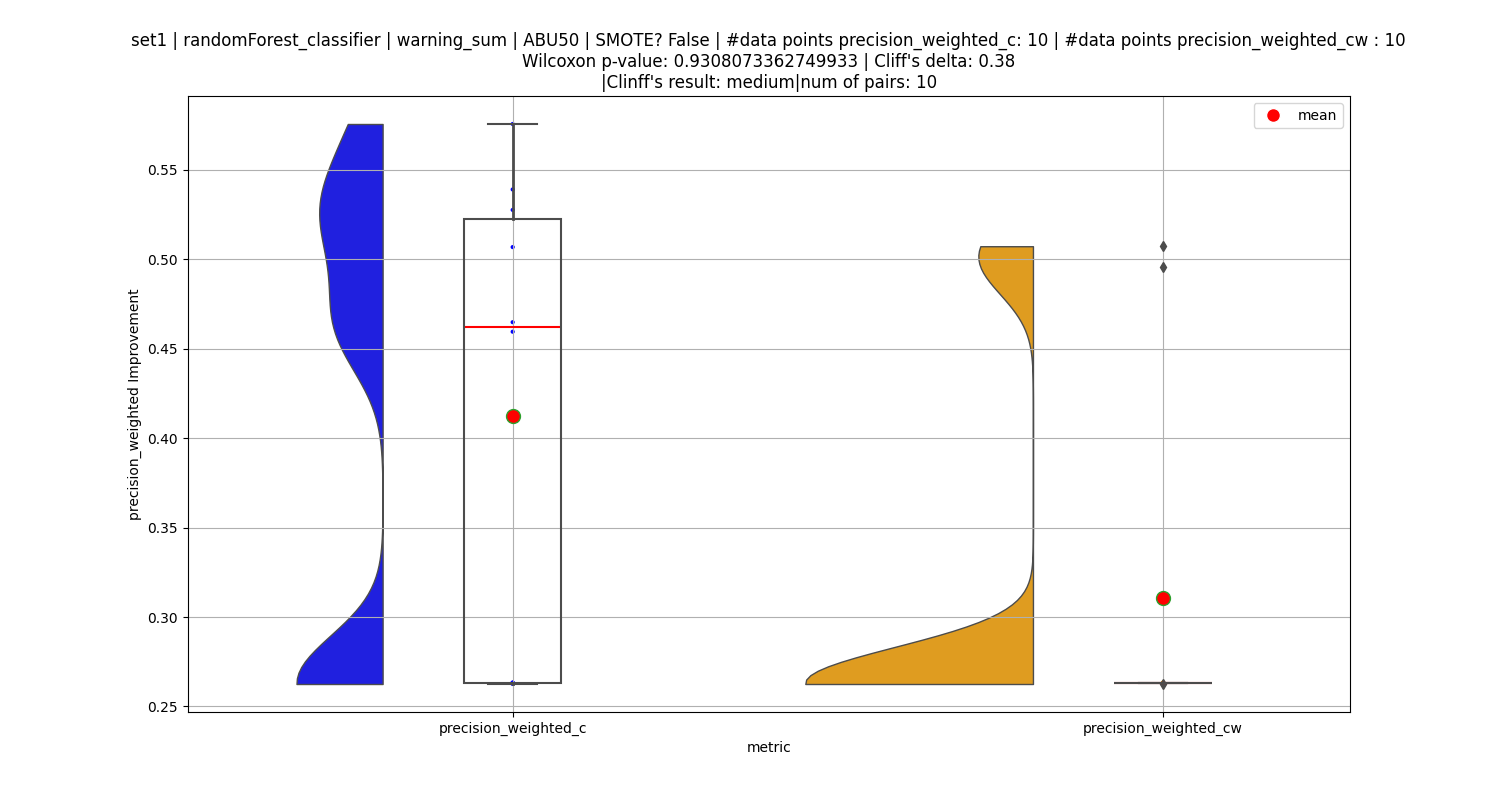 set1 | randomForest_classifier | warning_sum | ABU50 | SMOTE? False | #data points precision_weighted_c: 10 | #data points precision_weighted_cw : 10
Wilcoxon p-value: 0.9308073362749933 | Cliff's delta: 0.38
|Clinff's result: medium|num of pairs: 10
mean
precision_weighted Improvement
0.55
0.50
0.45
0.40
0.35
0.30
0.25
precision_weighted_c
precision_weighted_cw
metric